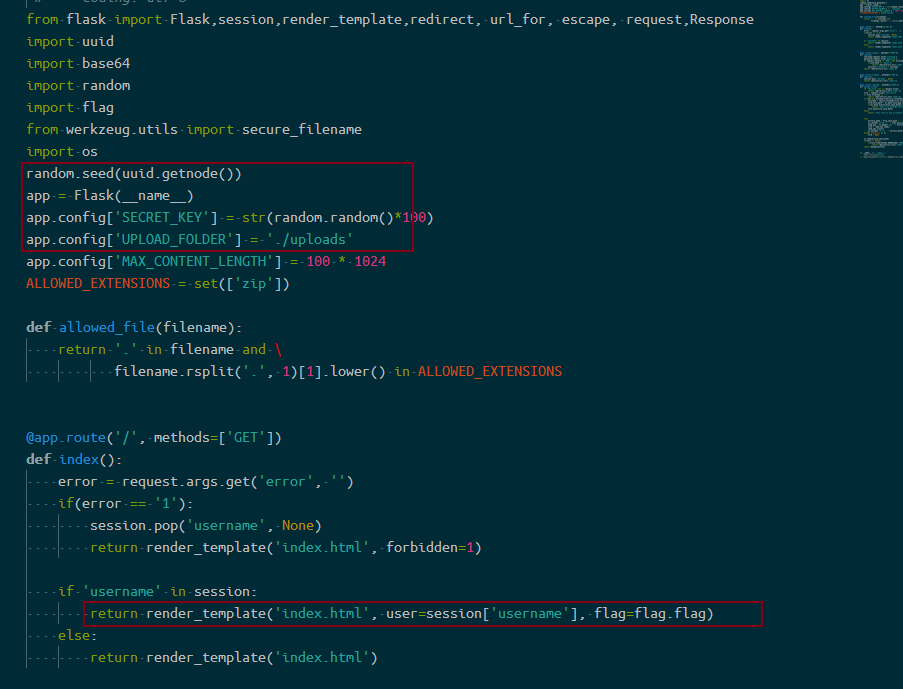 from flask import Flask,session,render_template,redirect, url_for, escape, request,Response
import uuid
import base64
import random
import flag
from werkzeug.utils import secure_filename
import os
random.seed(uuid.getnode())
app = Flask(__name__)
app.config['SECRET_KEY'] = str(random.random()*100)
app.config['UPLOAD_FOLDER'] = './uploads'
app.config['MAX_CONTENT_LENGTH'] = 100 * 1024
ALLOWED_EXTENSIONS = set(['zip'])
def allowed_file(filename):
    return '.' in filename and \
           filename.rsplit('.', 1)[1].lower() in ALLOWED_EXTENSIONS
@app.route('/', methods=['GET'])
def index():
    error = request.args.get('error', '')
    if(error == '1'):
        session.pop('username', None)
        return render_template('index.html', forbidden=1)
    if 'username' in session:
        return render_template('index.html', user=session['username'], flag=flag.flag)
    else:
        return render_template('index.html')